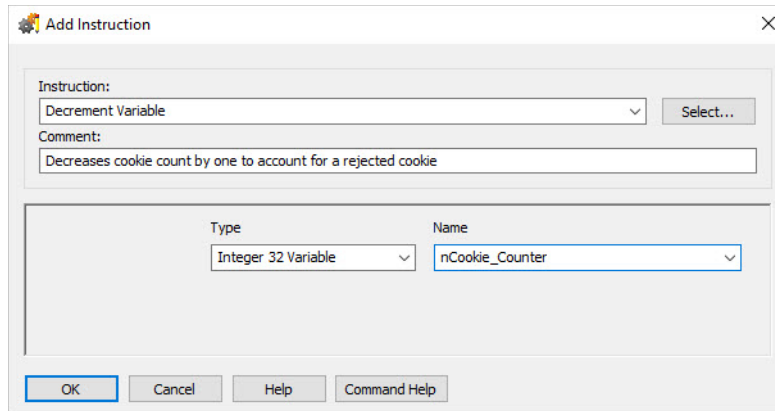 Add Instruction
Instruction:
Decrement Variable
Select...
Comment:
Decreases cookie count by one to account for a rejected cookie
Type Name
Integer 32 Variable nCookie_Counter
OK Cancel Help Command Help